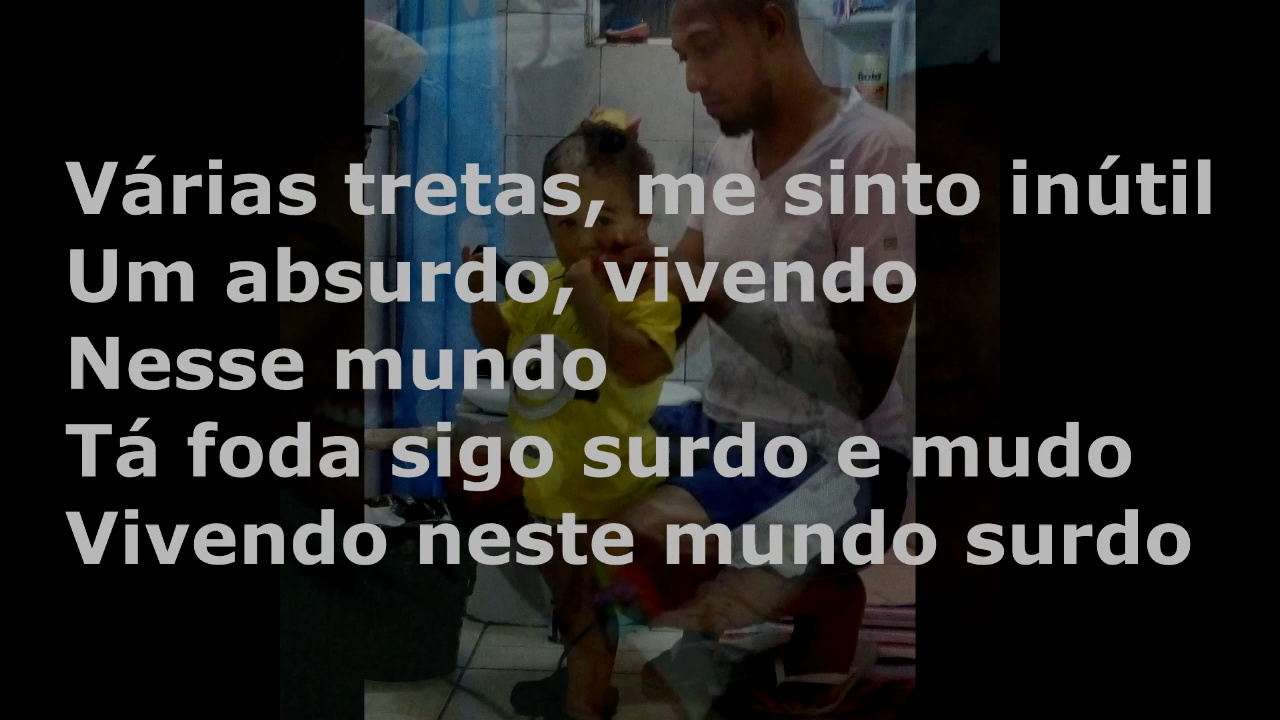 Várias tretas, me sinto inútil
Um absurdo, vivendo
Nesse mundo
Tá foda sigo surdo e mudo
Vivendo neste mundo surdo